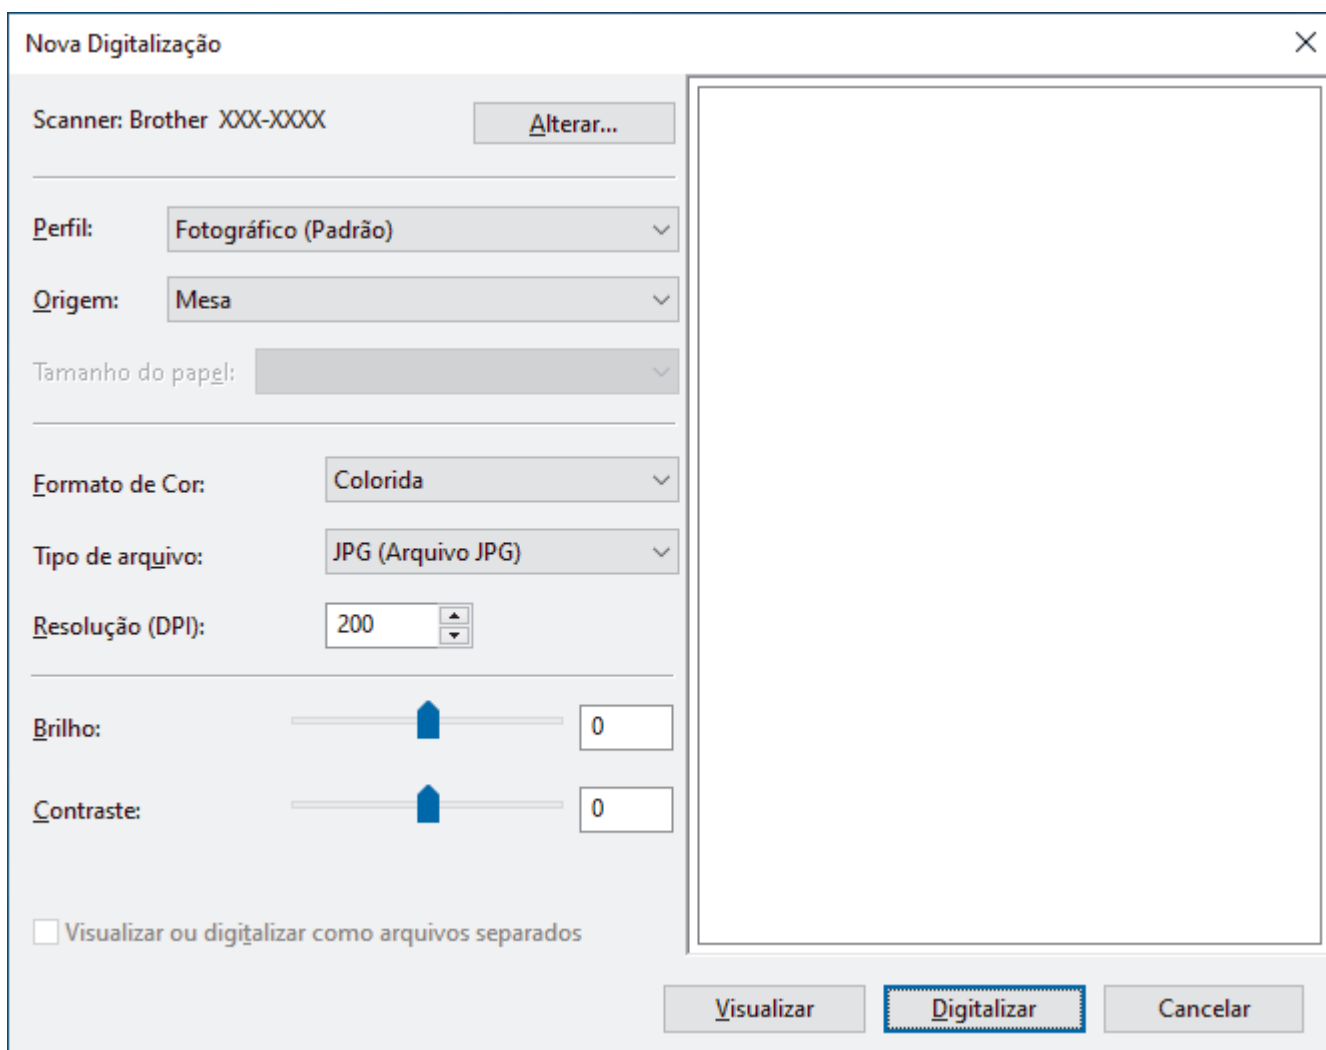 Nova Digitalização
Scanner: Brother XXX-XXXX
Alterar...
Perfil: Fotográfico (Padrão)
Origem: Mesa
Tamanho do papel:
Formato de Cor: Colorida
Tipo de arquivo: JPG (Arquivo JPG)
Resolução (DPI): 200
Brilho: 0
Contraste: 0
Visualizar ou digitalizar como arquivos separados
Visualizar Digitalizar Cancelar